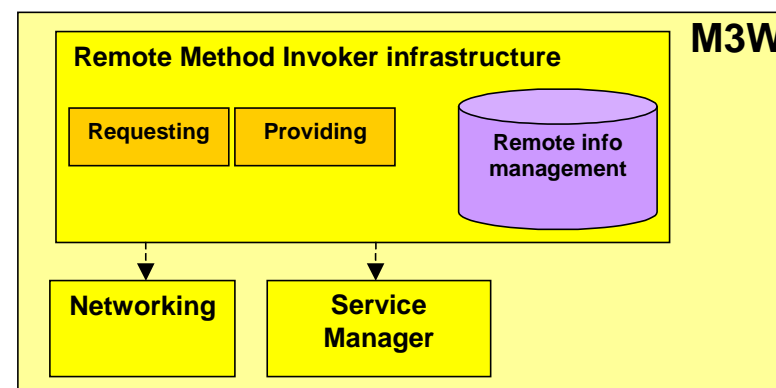 M3W
Remote Method Invoker infrastructure
Requesting
Providing
Remote info
management
Networking
Service
Manager